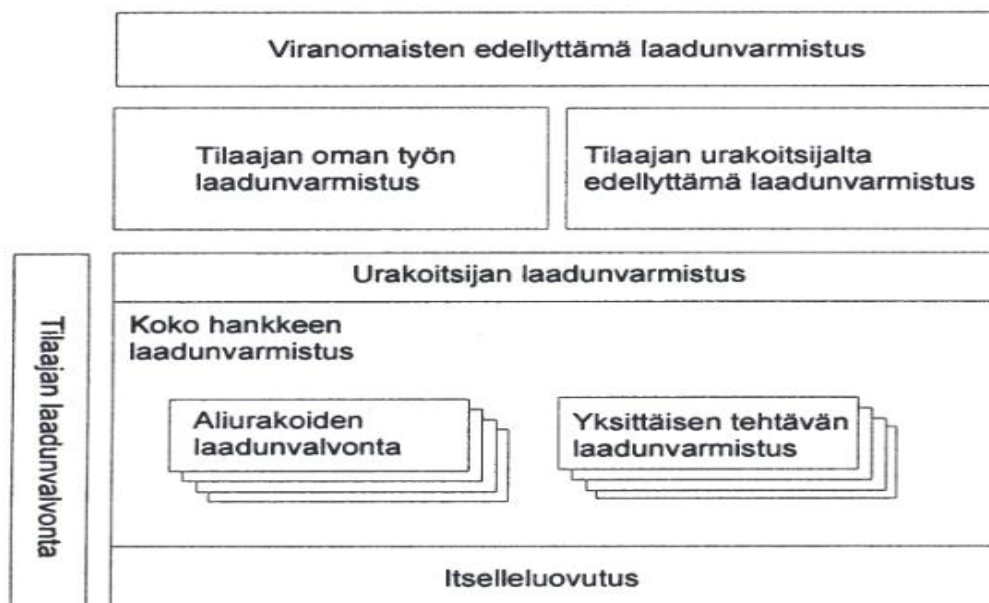 Viranomaisten edellyttämä laadunvarmistus
Tilaajan oman työn
laadunvarmistus
Tilaajan urakoitsijalta
edellyttämä laadunvarmistus
Tilaajan laadunvalvonta
Urakoitsijan laadunvarmistus
Koko hankkeen
laadunvarmistus
Aliurakoiden
laadunvalvonta
Yksittäisen tehtävän
laadunvarmistus
Itselleluovutus